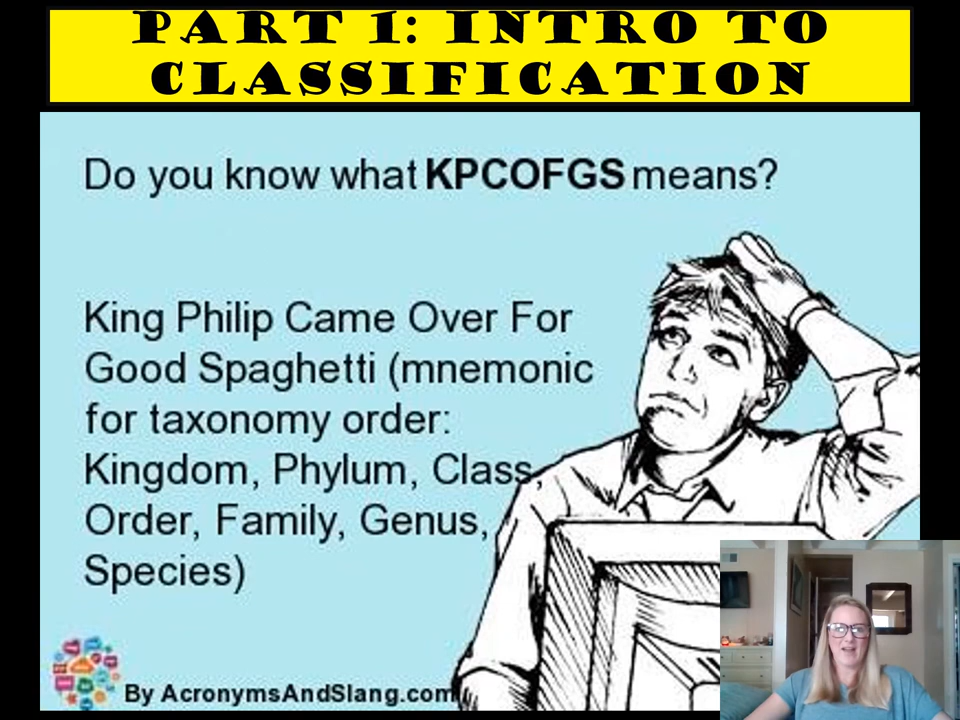 PART 1: INTRO TO
CLASSIFICATION
Do you know what KPCOFGS means?
King Philip Came Over For
Good Spaghetti (mnemonic
for taxonomy order:
Kingdom, Phylum, Class,
Order, Family, Genus,
Species)
By AcronymsAndSlang.com